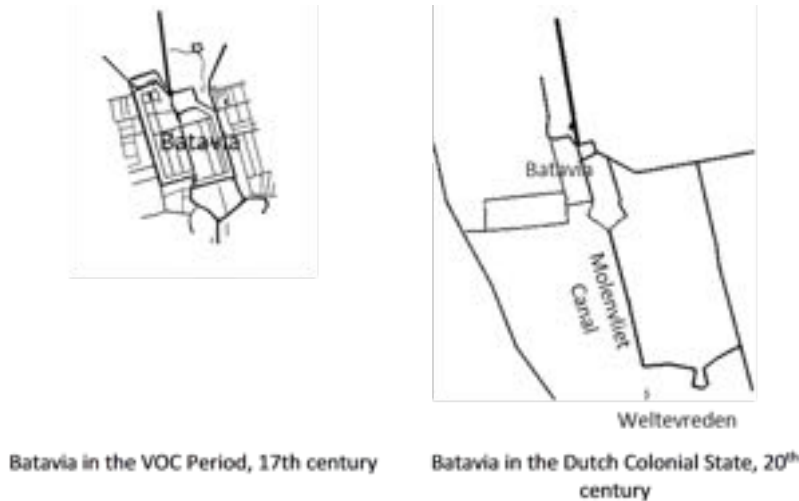 Batavia
Batavia
Molenvliet
Canal
Weltevreden
Batavia in the VOC Period, 17th century
Batavia in the Dutch Colonial State, 20th
century